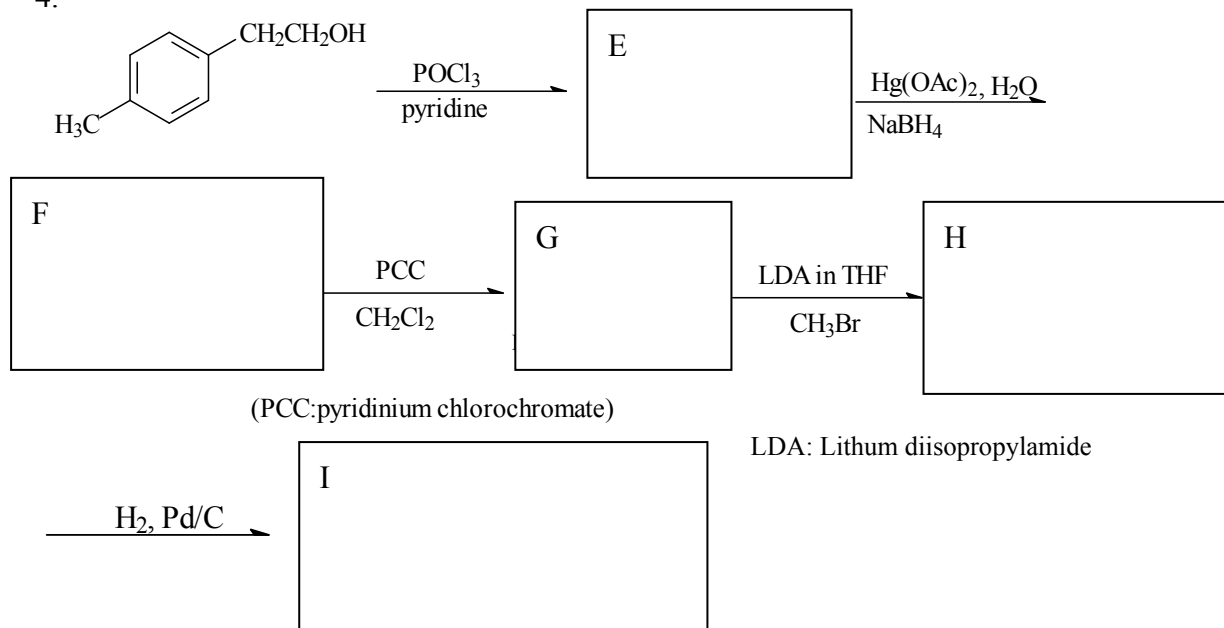 4.
CH2CH2OH
H3C
POCl3
pyridine
E
Hg(OAc)2, H2O
NaBH4
F
PCC
CH2Cl2
G
LDA in THF
CH3Br
H
(PCC:pyridinium chlorochromate)
LDA: Lithum diisopropylamide
H2, Pd/C
I